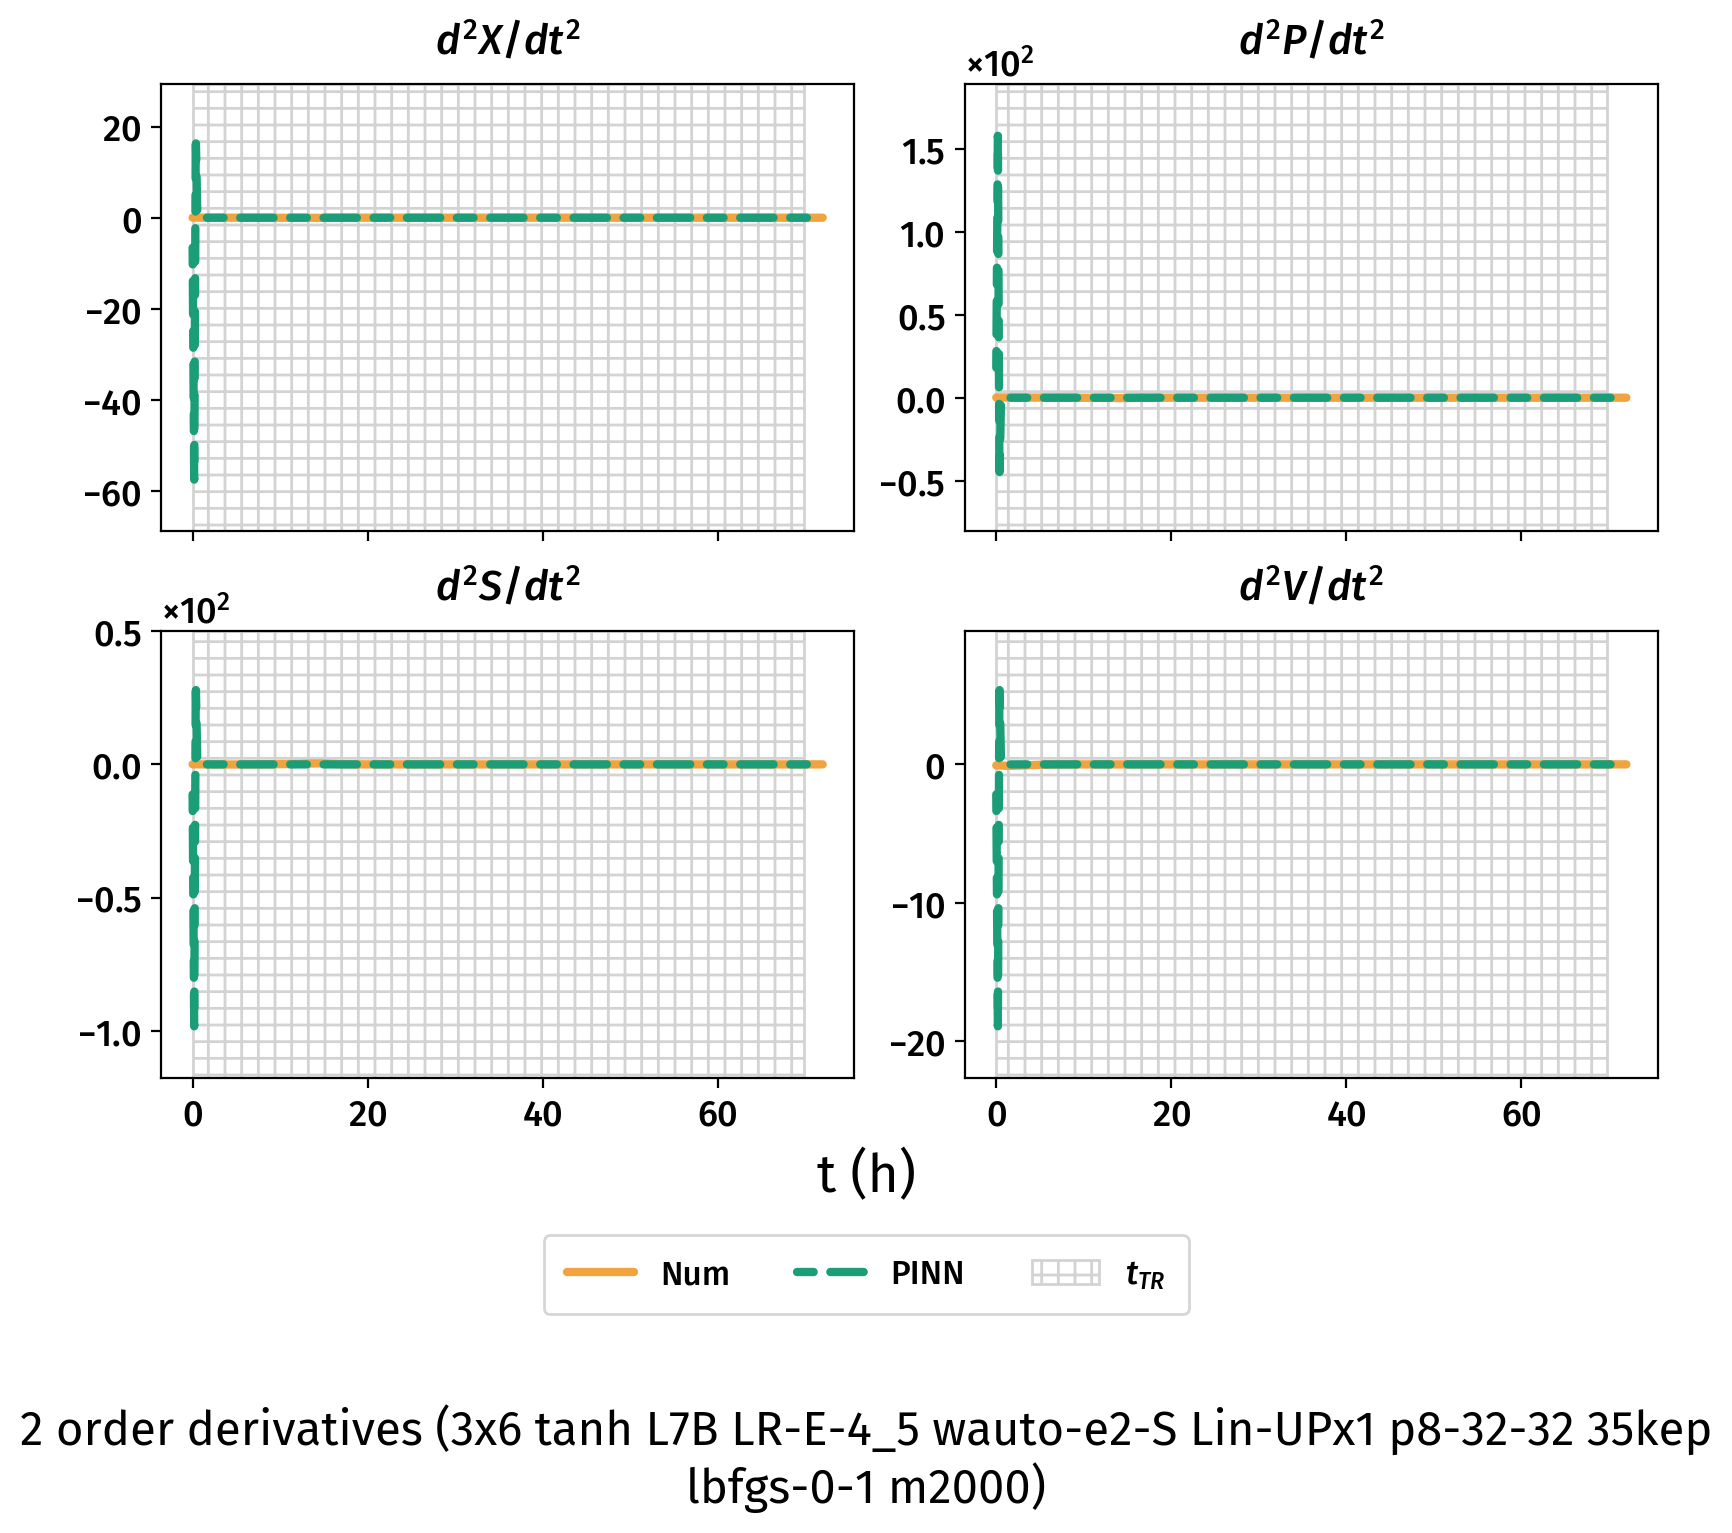 d²X/dt²
d²P/dt²
×10²
20
0
−20
−40
−60
1.5
1.0
0.5
0.0
−0.5
d²S/dt²
d²V/dt²
×10²
0.5
0.0
−0.5
−1.0
0
−10
−20
0 20 40 60
0 20 40 60
t (h)
Num PINN t_TR
2 order derivatives (3x6 tanh L7B LR-E-4_5 wauto-e2-S Lin-UPx1 p8-32-32 35kep
lbfgs-0-1 m2000)